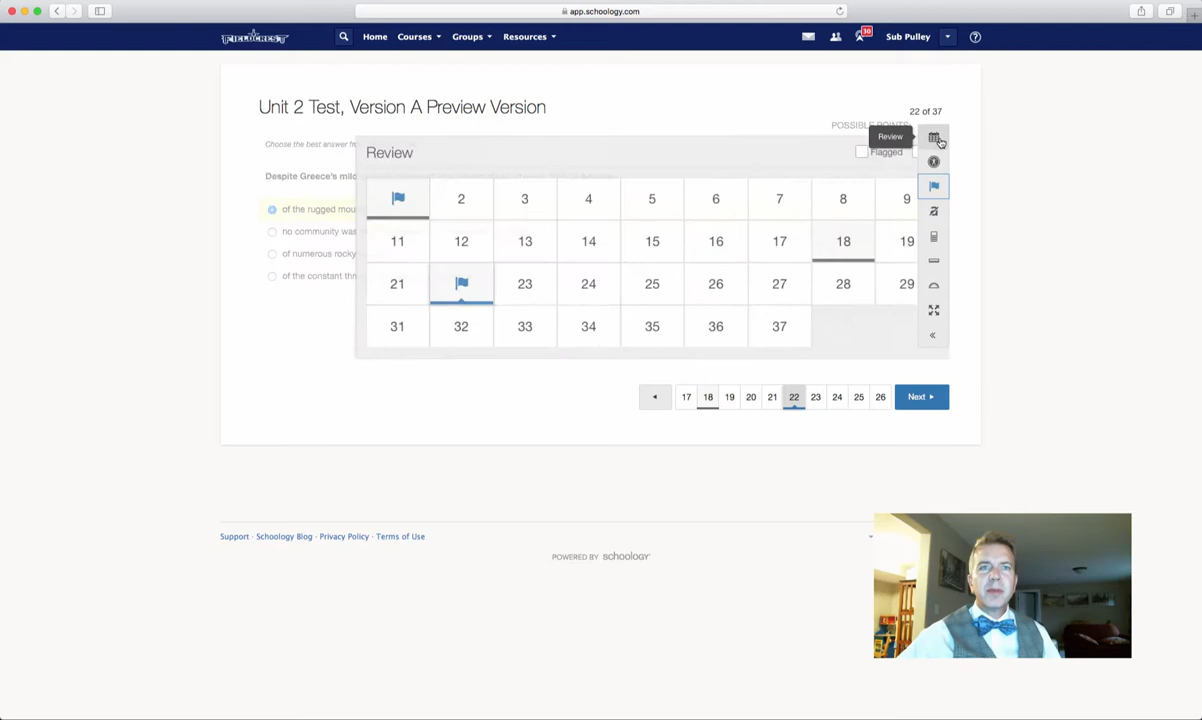 app.schoology.com
FIELDCREST
Home Courses Groups Resources
30
Sub Pulley
Unit 2 Test, Version A Preview Version
22 of 37
POSSIBLE POINTS
Choose the best answer fr
Review
Review
Flagged
Despite Greece's mil
of the rugged mou
no community was
of numerous rocky
of the constant thr
2 3 4 5 6 7 8 9
11 12 13 14 15 16 17 18 19
21 23 24 25 26 27 28 29
31 32 33 34 35 36 37
17 18 19 20 21 22 23 24 25 26 Next
Support · Schoology Blog · Privacy Policy · Terms of Use
POWERED BY schoology